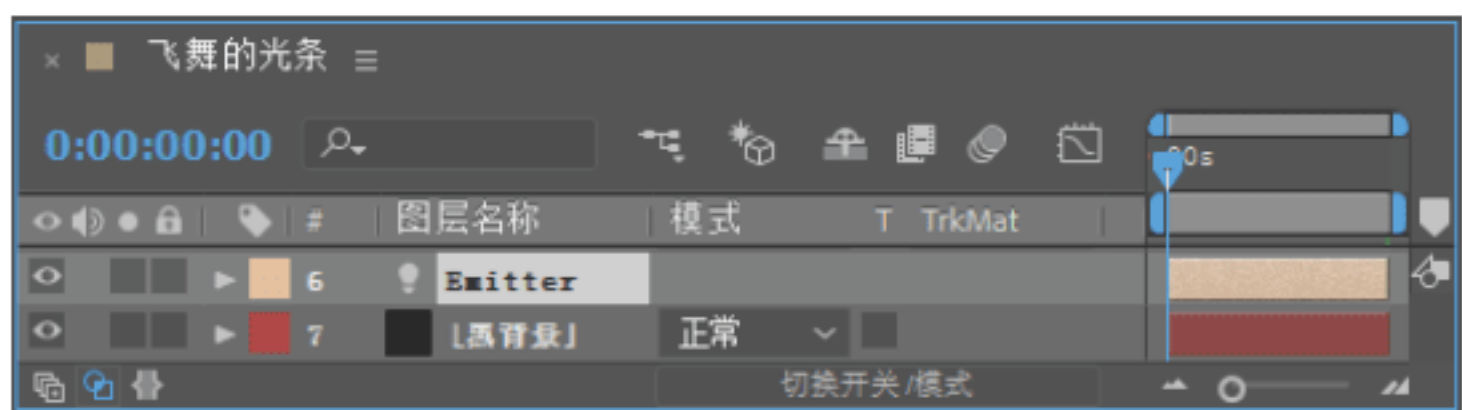 飞舞的光条
0:00:00:00
00s
# 图层名称 模式 T TrkMat
6 Emitter
7 [黑背景] 正常
切换开关/模式